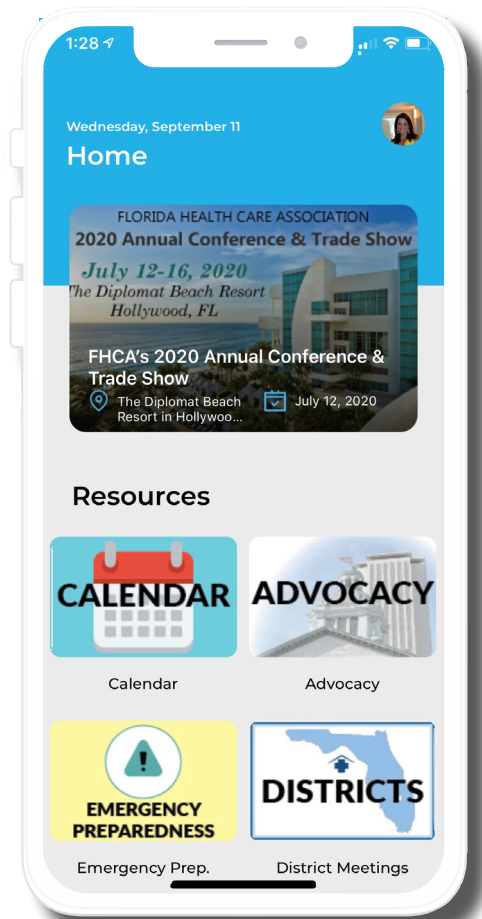 1:28
Wednesday, September 11
Home
FLORIDA HEALTH CARE ASSOCIATION
2020 Annual Conference & Trade Show
July 12-16, 2020
The Diplomat Beach Resort
Hollywood, FL
FHCA's 2020 Annual Conference &
Trade Show
The Diplomat Beach
Resort in Hollywoo...
July 12, 2020
Resources
CALENDAR
ADVOCACY
Calendar
Advocacy
EMERGENCY
PREPAREDNESS
DISTRICTS
Emergency Prep.
District Meetings